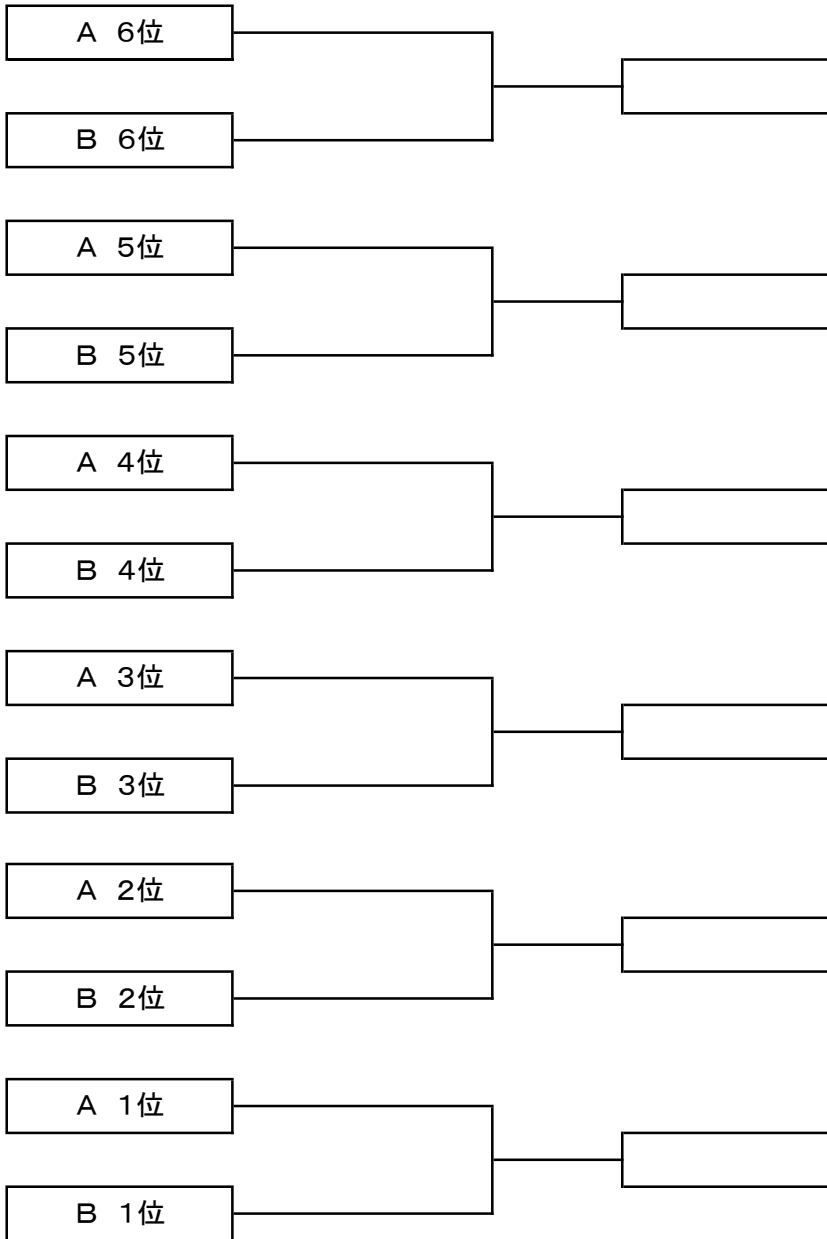 Ａ　６位
Ｂ　６位
Ａ　５位
Ｂ　５位
Ａ　４位
Ｂ　４位
Ａ　３位
Ｂ　３位
Ａ　２位
Ｂ　２位
Ａ　１位
Ｂ　１位